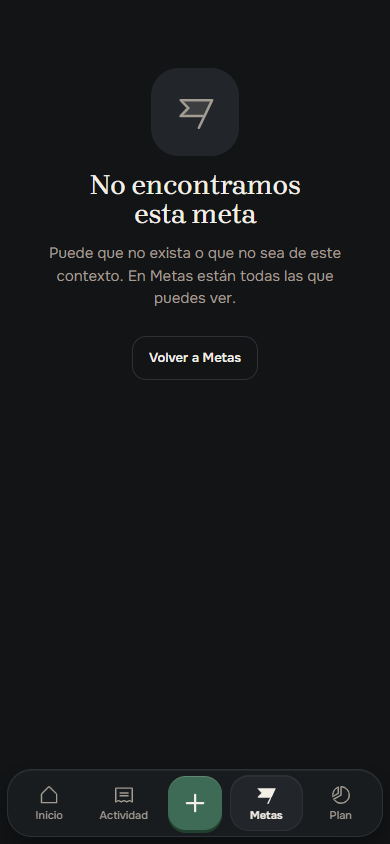 No encontramos
esta meta
Puede que no exista o que no sea de este
contexto. En Metas están todas las que
puedes ver.
Volver a Metas
Inicio
Actividad
Metas
Plan